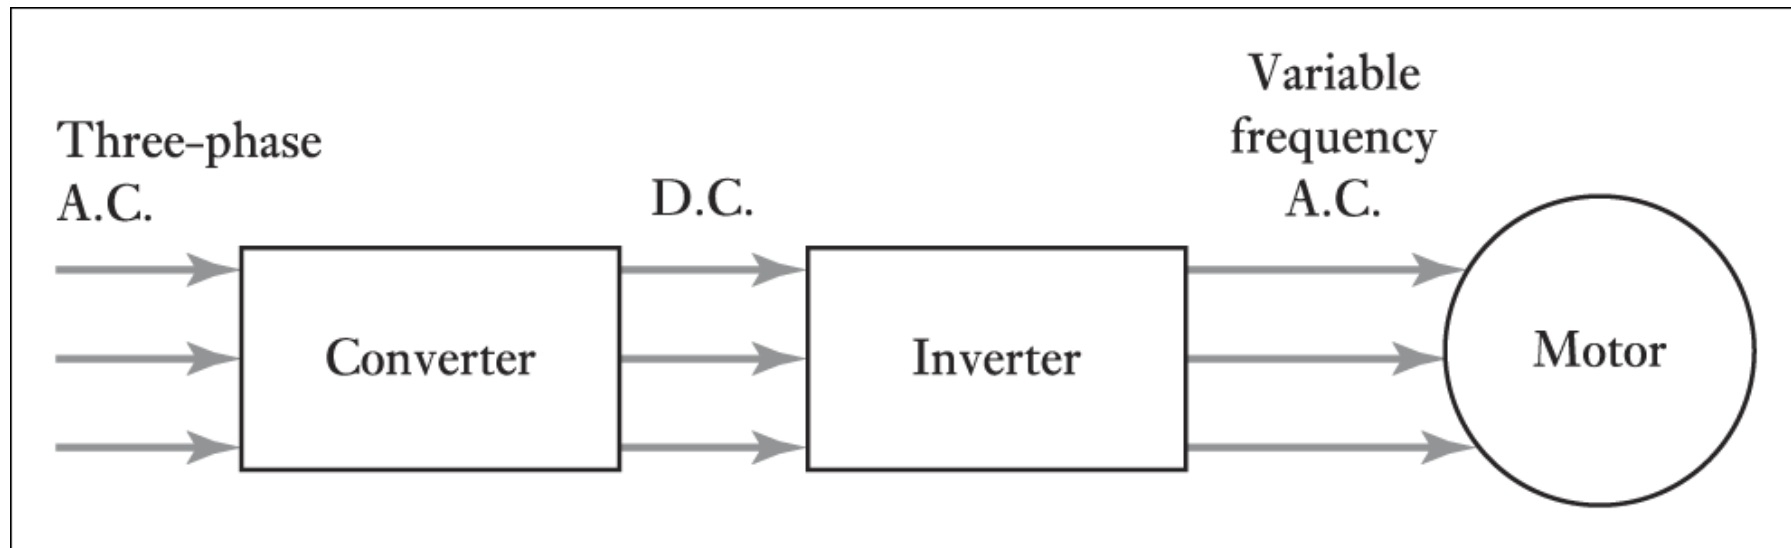 Three-phase
A.C.
D.C.
Variable
frequency
A.C.
Converter
Inverter
Motor